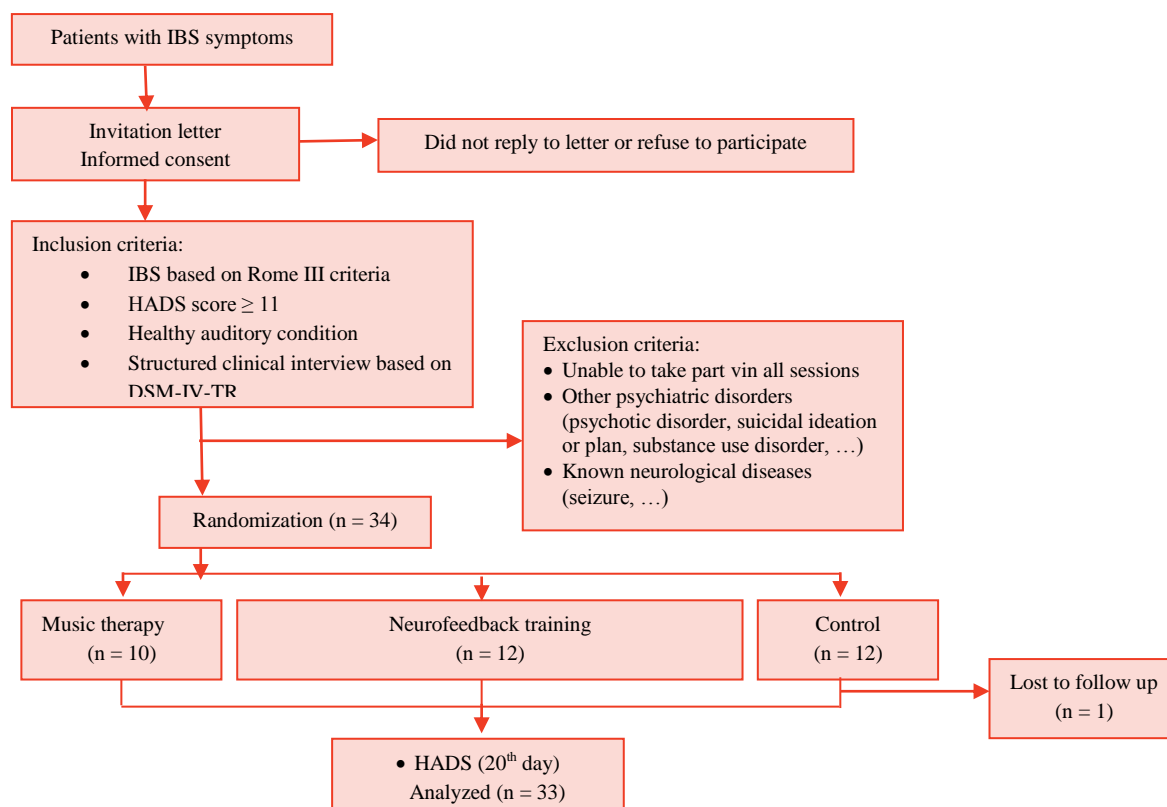 Patients with IBS symptoms
Invitation letter
Informed consent
Did not reply to letter or refuse to participate
Inclusion criteria:
• IBS based on Rome III criteria
• HADS score ≥ 11
• Healthy auditory condition
• Structured clinical interview based on
DSM-IV-TR
Exclusion criteria:
• Unable to take part vin all sessions
• Other psychiatric disorders
(psychotic disorder, suicidal ideation
or plan, substance use disorder, …)
• Known neurological diseases
(seizure, …)
Randomization (n = 34)
Music therapy
(n = 10)
Neurofeedback training
(n = 12)
Control
(n = 12)
Lost to follow up
(n = 1)
• HADS (20th day)
Analyzed (n = 33)